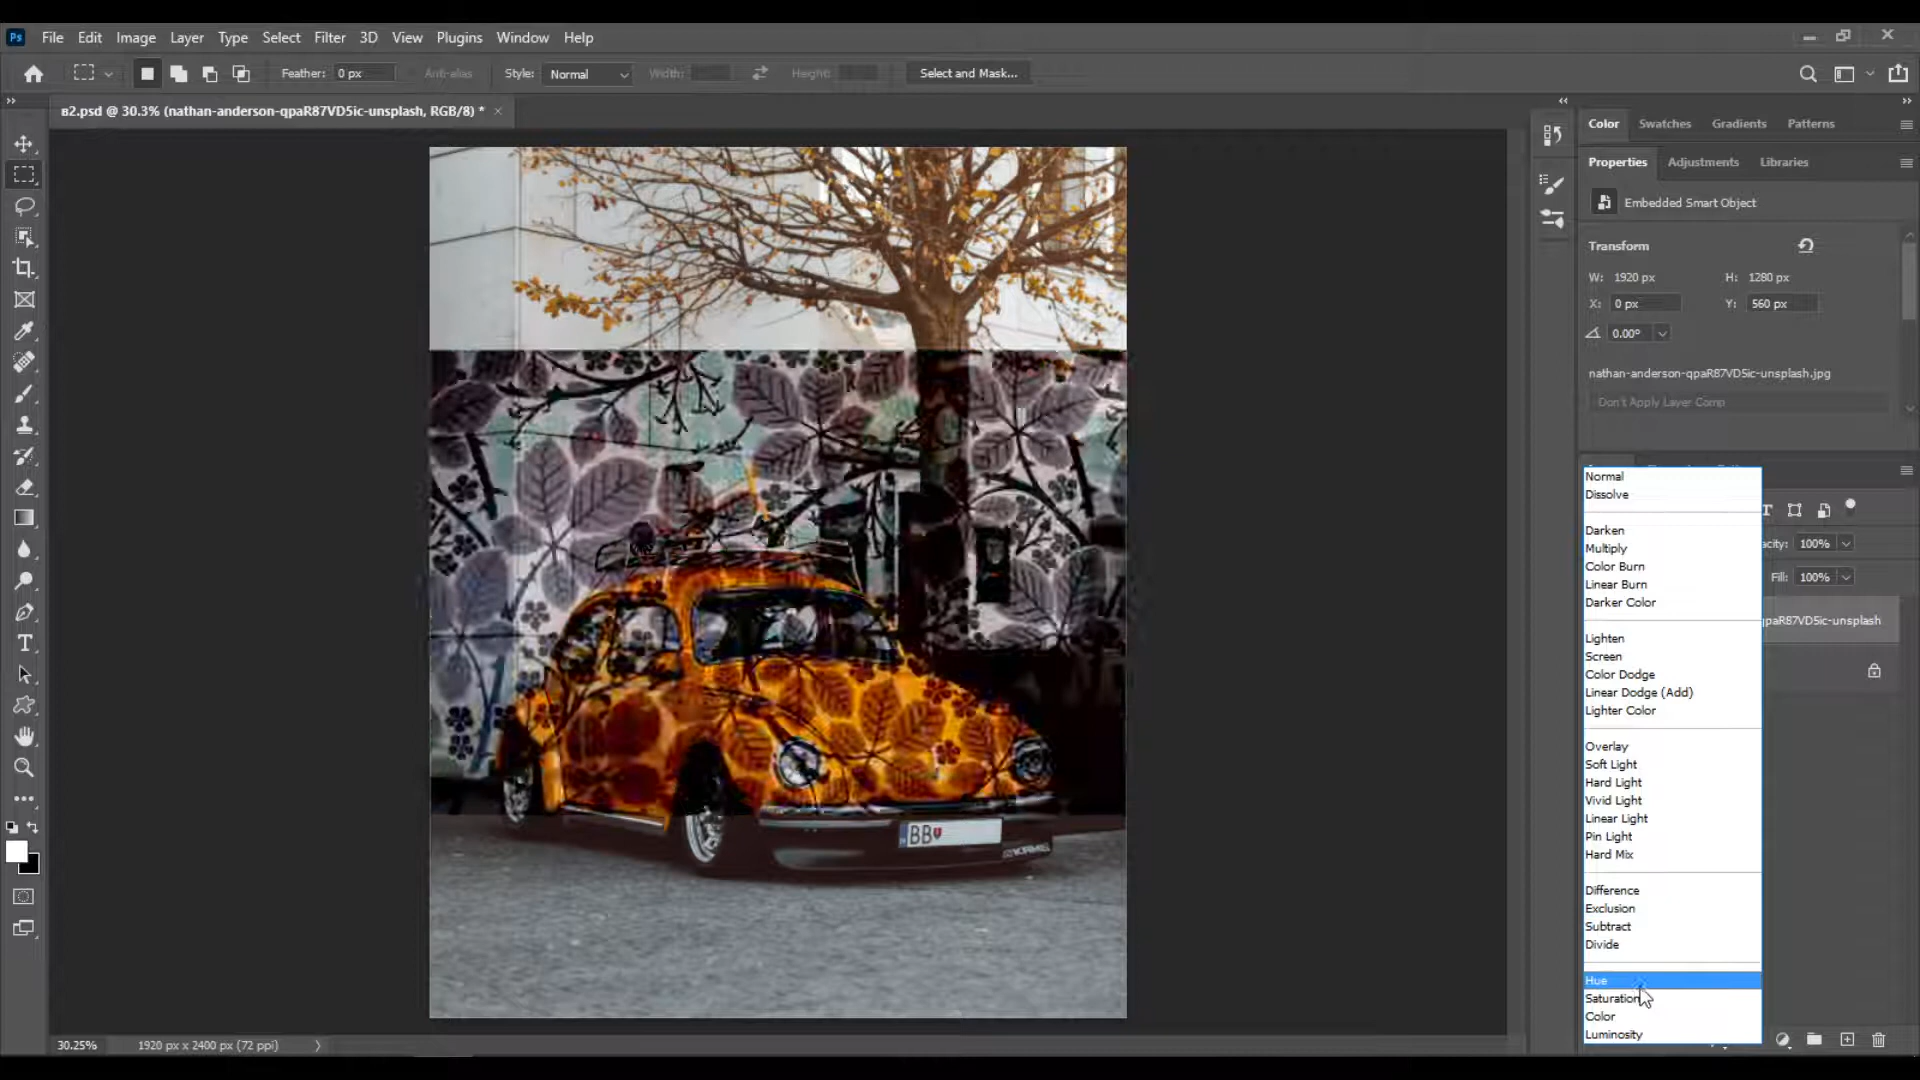 Ps File Edit Image Layer Type Select Filter 3D View Plugins Window Help
Feather: 0 px Anti-alias Style: Normal Width: Height: Select and Mask...
в2.psd @ 30.3% (nathan-anderson-qpaR87VD5ic-unsplash, RGB/8) *
Color Swatches Gradients Patterns
Properties Adjustments Libraries
Embedded Smart Object
Transform
W: 1920 px H: 1280 px
X: 0 px Y: 560 px
0.00°
nathan-anderson-qpaR87VD5ic-unsplash.jpg
Don't Apply Layer Comp
Normal
Dissolve
Darken
Multiply
Color Burn
Linear Burn
Darker Color
Lighten
Screen
Color Dodge
Linear Dodge (Add)
Lighter Color
Overlay
Soft Light
Hard Light
Vivid Light
Linear Light
Pin Light
Hard Mix
Difference
Exclusion
Subtract
Divide
Hue
Saturation
Color
Luminosity
acity: 100%
Fill: 100%
qpaR87VD5ic-unsplash
BB
30.25% 1920 px x 2400 px (72 ppi)